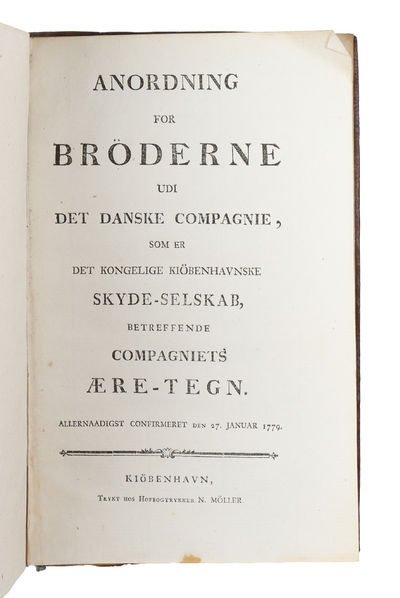 ANORDNING
FOR
BRÖDERNE
UDI
DET DANSKE COMPAGNIE,
SOM ER
DET KONGELIGE KIÖBENHAVNSKE
SKYDE-SELSKAB,
BETREFFENDE
COMPAGNIETS
ÆRE-TEGN.
ALLERNAADIGST CONFIRMERET DEN 27. JANUAR 1779.
KIÖBENHAVN,
TRYKT HOS HOFBOGTRYKKER N. MÖLLER.